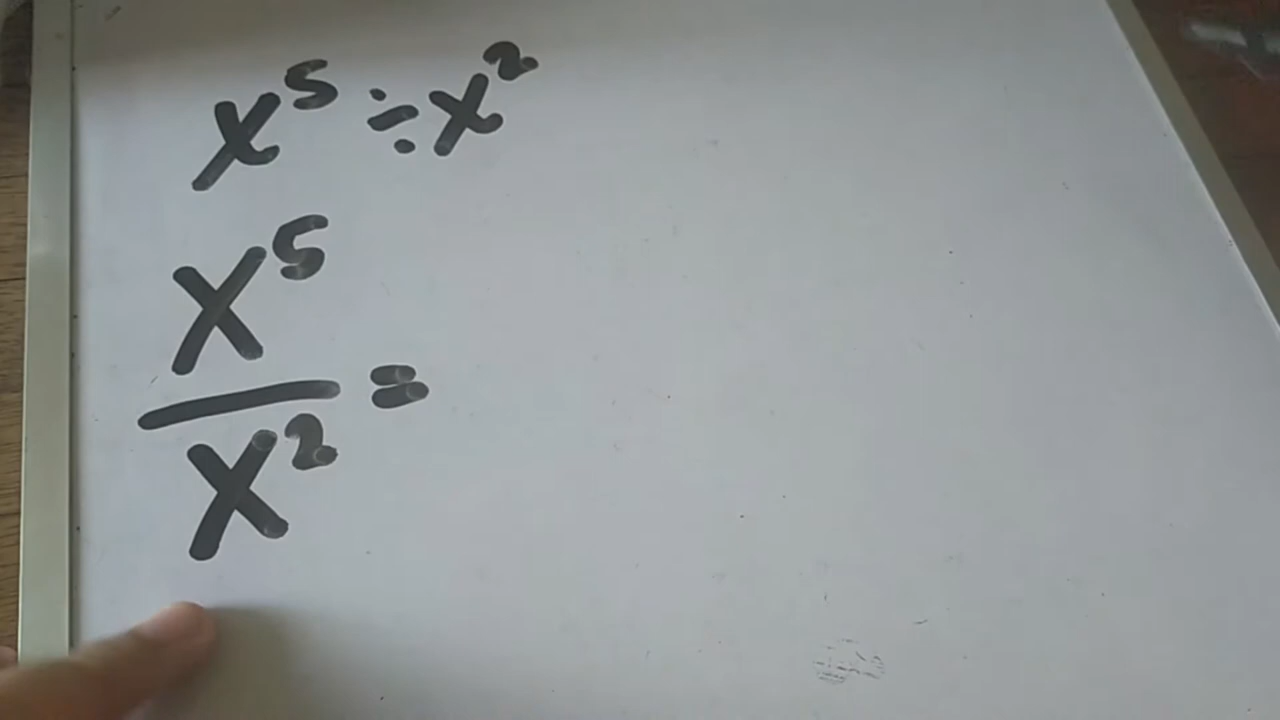 x⁵ ÷ x²
x⁵
—— =
x²